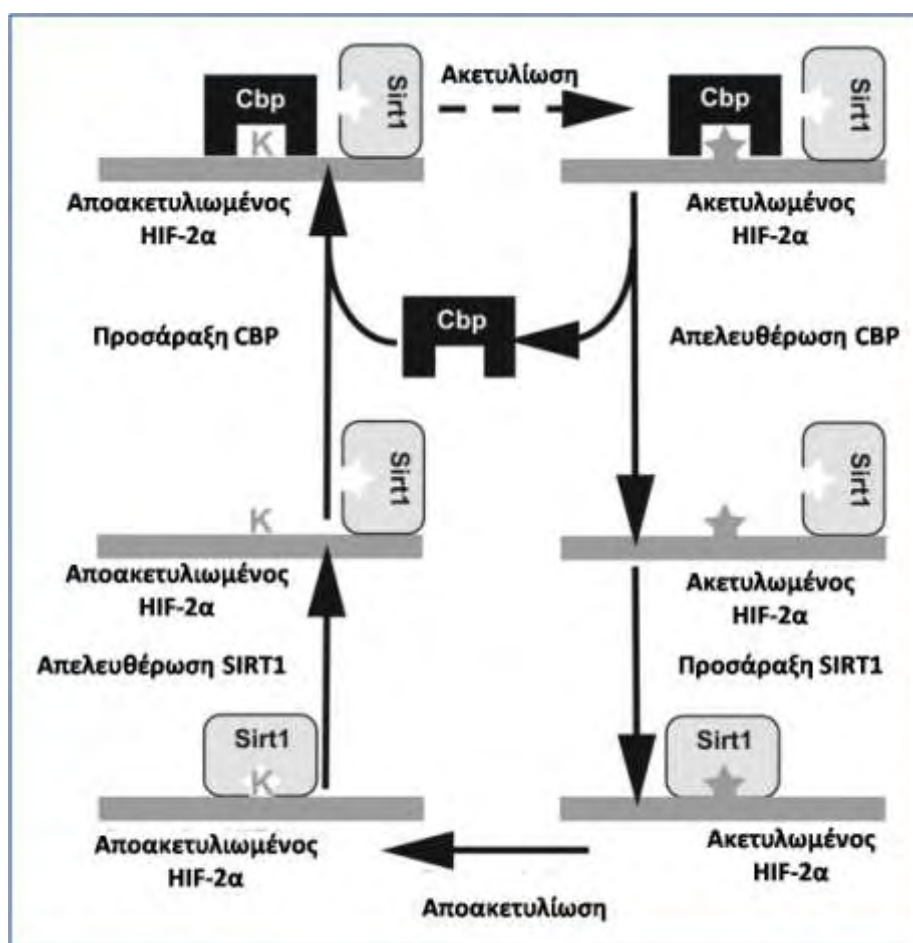 Cbp
Sirt1
Ακετυλίωση
Cbp
Sirt1
K
Αποακετυλιωμένος
HIF-2α
Ακετυλωμένος
HIF-2α
Προσάραξη CBP
Cbp
Απελευθέρωση CBP
Sirt1
Sirt1
K
Αποακετυλιωμένος
HIF-2α
Ακετυλωμένος
HIF-2α
Απελευθέρωση SIRT1
Προσάραξη SIRT1
Sirt1
Sirt1
K
Αποακετυλιωμένος
HIF-2α
Ακετυλωμένος
HIF-2α
Αποακετυλίωση